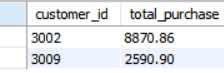 customer_id total_purchase
3002 8870.86
3009 2590.90